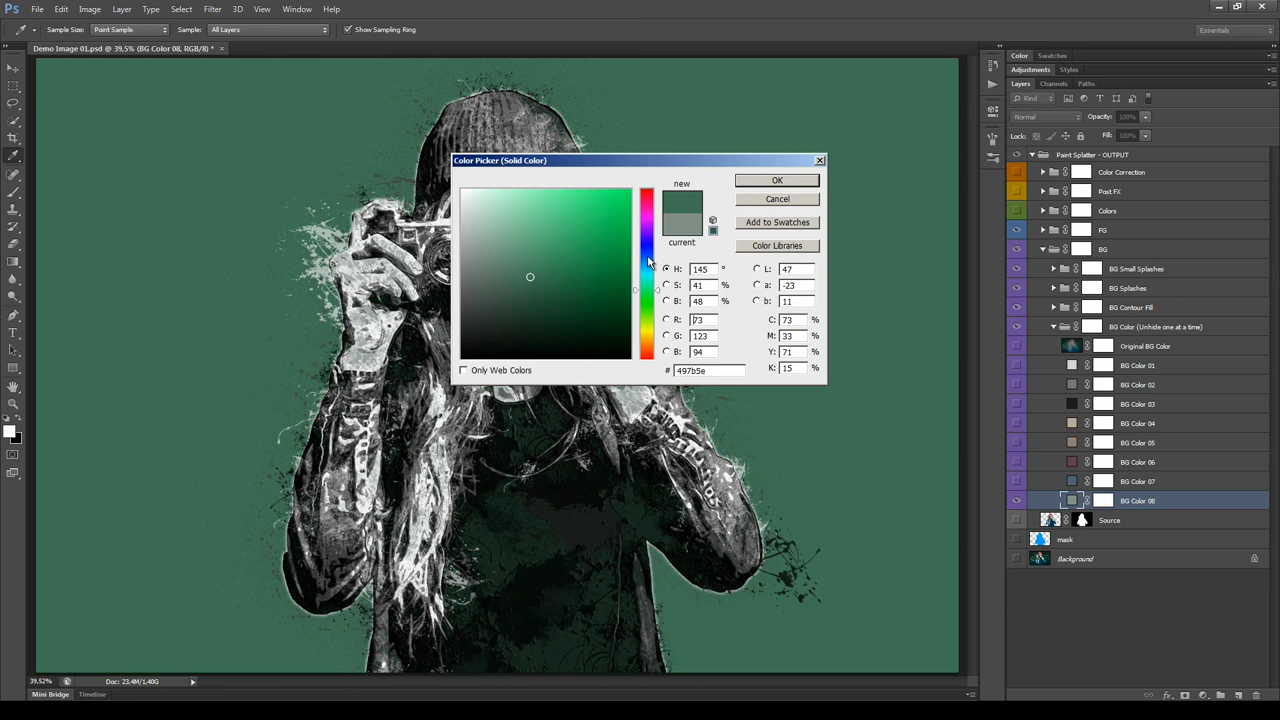 Ps File Edit Image Layer Type Select Filter 3D View Window Help
Sample Size: Point Sample Sample: All Layers Show Sampling Ring Essentials
Demo Image 01.psd @ 39,5% (BG Color 08, RGB/8) * ×
Color Swatches
Adjustments Styles
Layers Channels Paths
Kind
Normal Opacity: 100%
Lock: Fill: 100%
Paint Splatter - OUTPUT
Color Correction
Post FX
Colors
FG
BG
BG Small Splashes
BG Splashes
BG Contour Fill
BG Color (Unhide one at a time)
Original BG Color
BG Color 01
BG Color 02
BG Color 03
BG Color 04
BG Color 05
BG Color 06
BG Color 07
BG Color 08
Source
mask
Background
Color Picker (Solid Color)
new
current
OK
Cancel
Add to Swatches
Color Libraries
H: 145 ° L: 47
S: 41 % a: -23
B: 48 % b: 11
R: 73 C: 73 %
G: 123 M: 33 %
B: 94 Y: 71 %
# 497b5e K: 15 %
Only Web Colors
39,52% Doc: 23,4M/1,40G
Mini Bridge Timeline
fx